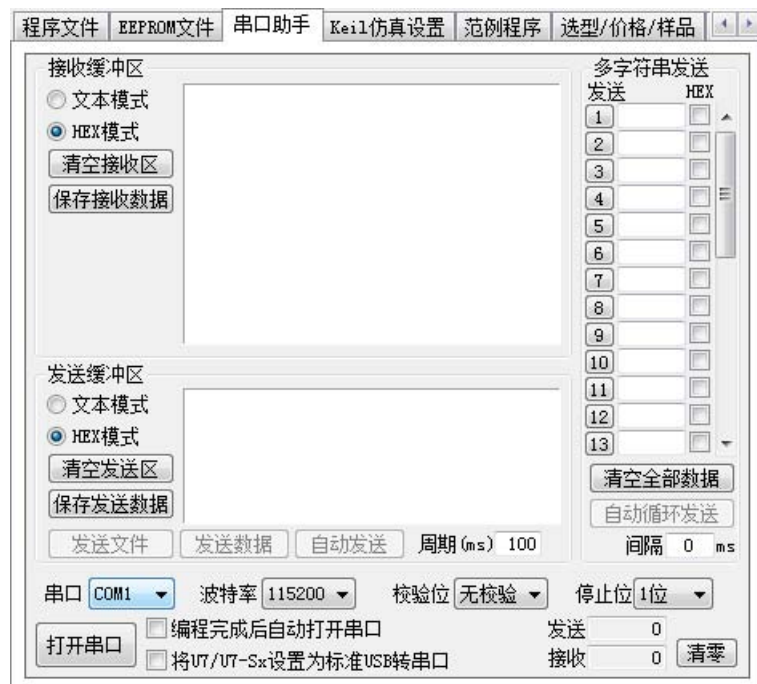 程序文件 EEPROM文件 串口助手 Keil仿真设置 范例程序 选型/价格/样品
接收缓冲区
文本模式
HEX模式
清空接收区
保存接收数据
多字符串发送
发送 HEX
1
2
3
4
5
6
7
8
9
10
11
12
13
清空全部数据
自动循环发送
间隔 0 ms
发送缓冲区
文本模式
HEX模式
清空发送区
保存发送数据
发送文件 发送数据 自动发送 周期(ms) 100
串口 COM1 波特率 115200 校验位 无校验 停止位 1位
打开串口
编程完成后自动打开串口
将U7/U7-Sx设置为标准USB转串口
发送 0
接收 0
清零